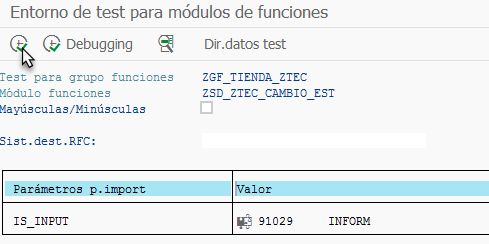 Entorno de test para módulos de funciones
Debugging Dir.datos test
Test para grupo funciones ZGF_TIENDA_ZTEC
Módulo funciones ZSD_ZTEC_CAMBIO_EST
Mayúsculas/Minúsculas
Sist.dest.RFC:
Parámetros p.import Valor
IS_INPUT 91029 INFORM